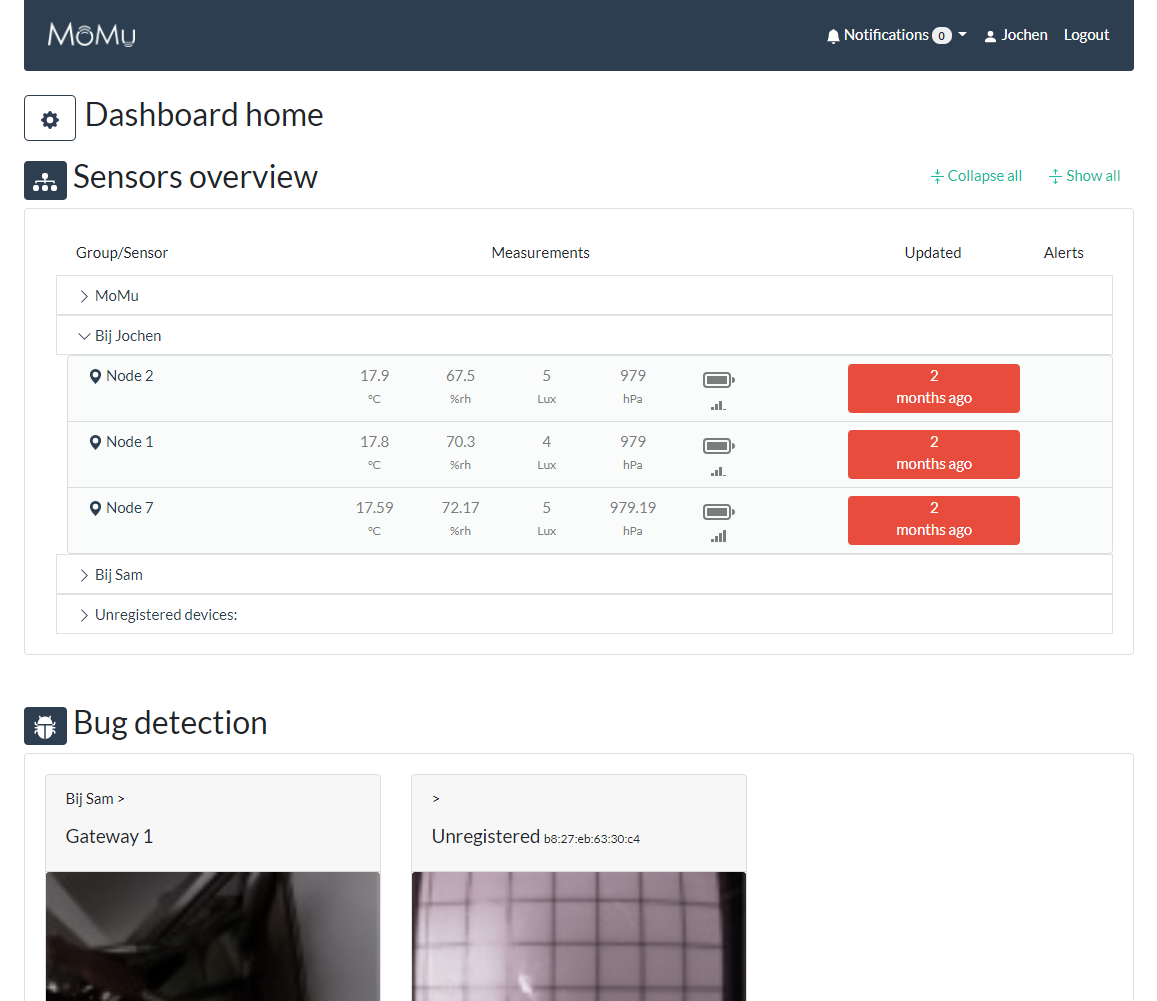 MoMu
Notifications 0 Jochen Logout
Dashboard home
Sensors overview
Collapse all Show all
Group/Sensor Measurements Updated Alerts
MoMu
Bij Jochen
Node 2 17.9 67.5 5 979 2
°C %rh Lux hPa months ago
Node 1 17.8 70.3 4 979 2
°C %rh Lux hPa months ago
Node 7 17.59 72.17 5 979.19 2
°C %rh Lux hPa months ago
Bij Sam
Unregistered devices:
Bug detection
Bij Sam >
Gateway 1
>
Unregistered b8:27:eb:63:30:c4